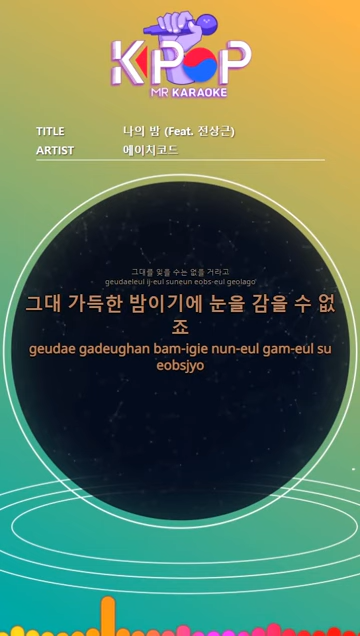 KPOP
MR KARAOKE
TITLE 나의 밤 (Feat. 전상근)
ARTIST 에이치코드
그대를 잊을 수는 없을 거라고
geudaeleul ij-eul suneun eobs-eul geolago
그대 가득한 밤이기에 눈을 감을 수 없
죠
geudae gadeughan bam-igie nun-eul gam-eul su
eobsjyo